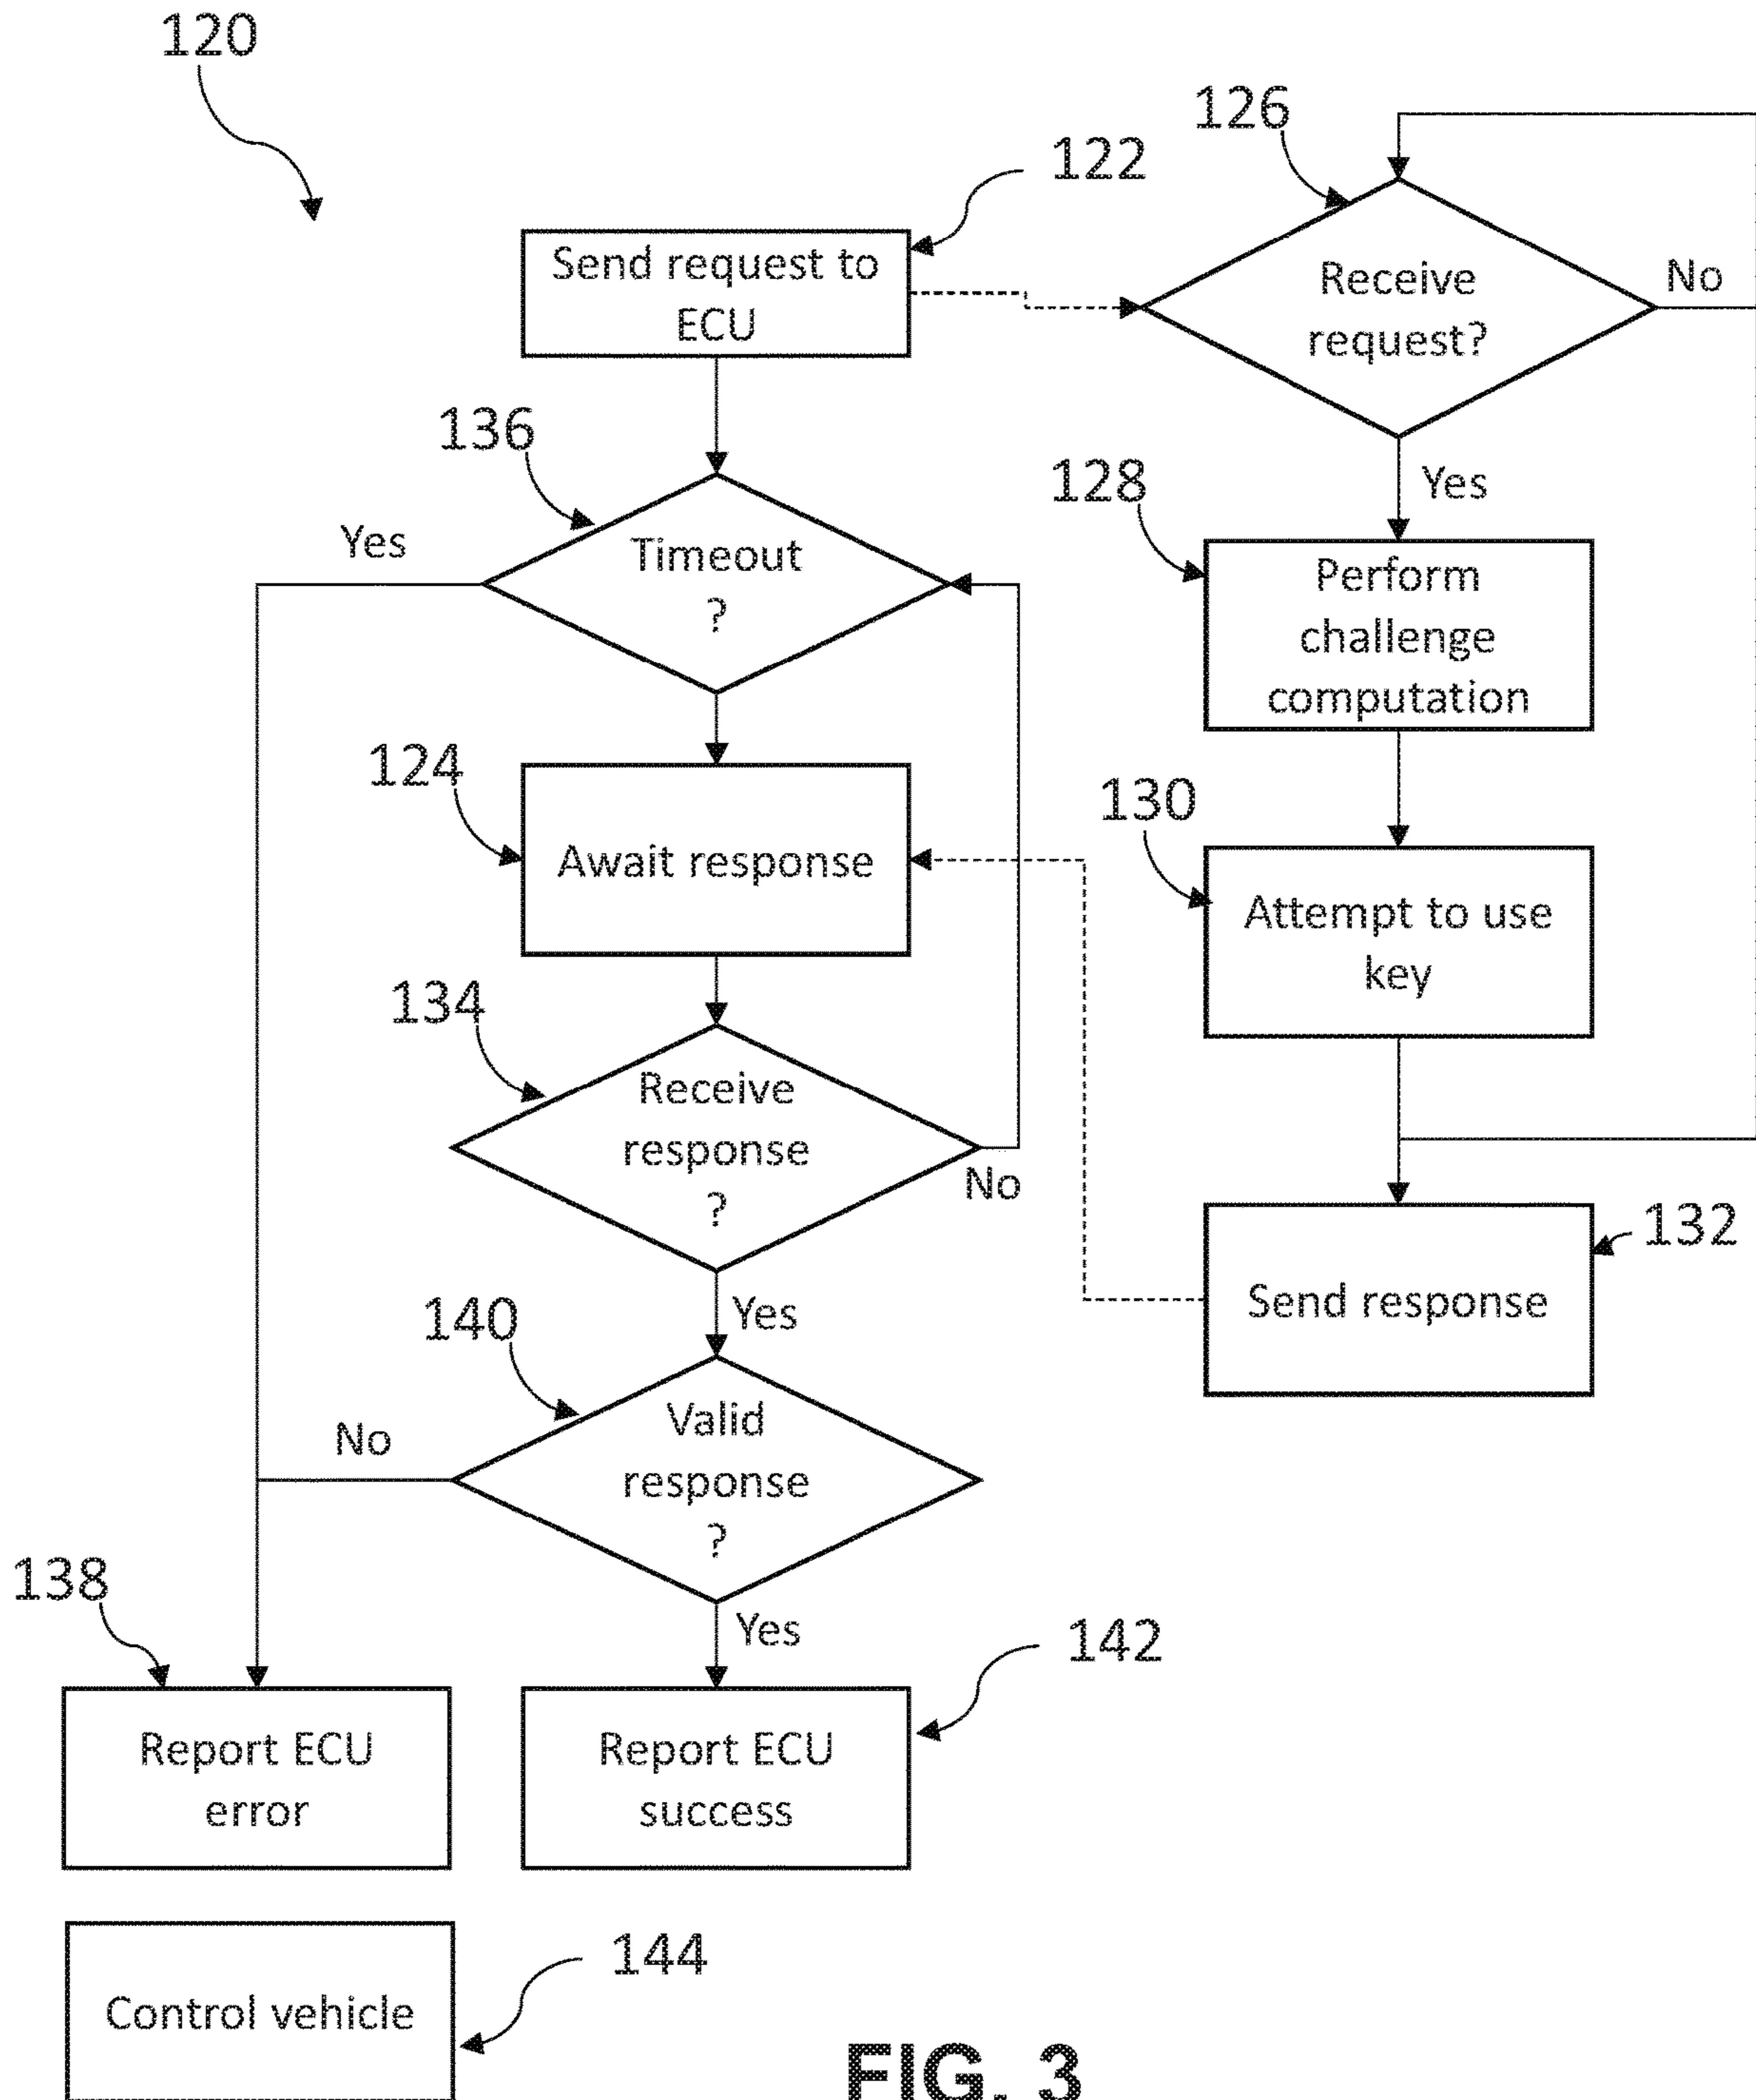 120
126
122
Send request to
ECU
Receive
request?
No
136
128
Yes
Yes
Timeout
?
Perform
challenge
computation
124
130
Await response
Attempt to use
key
134
Receive
response
?
No
132
Send response
140
Yes
Valid
response
?
No
138
Yes
142
Report ECU
error
Report ECU
success
144
Control vehicle
FIG. 3